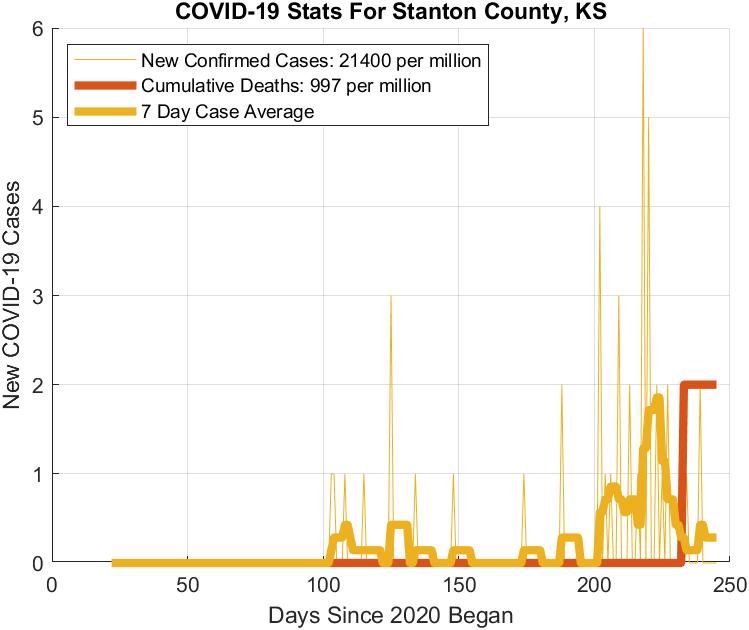 COVID-19 Stats For Stanton County, KS
New Confirmed Cases: 21400 per million
Cumulative Deaths: 997 per million
7 Day Case Average
New COVID-19 Cases
6
5
4
3
2
1
0
0 50 100 150 200 250
Days Since 2020 Began